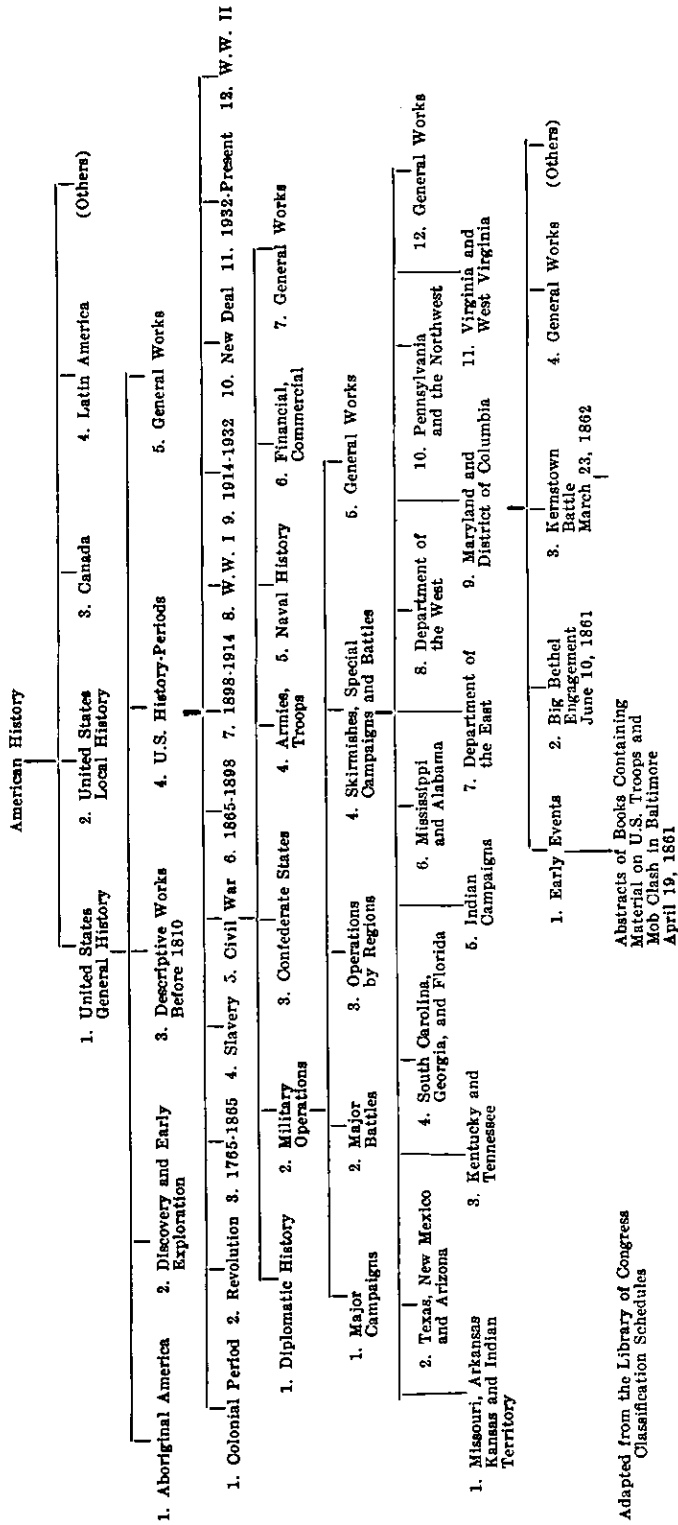 American History
1. United States
General History
2. United States
Local History
3. Canada
4. Latin America
(Others)
1. Aboriginal America
2. Discovery and Early
Exploration
3. Descriptive Works
Before 1810
4. U.S. History-Periods
5. General Works
1. Colonial Period 2. Revolution 3. 1765-1865 4. Slavery 5. Civil War 6. 1865-1898 7. 1898-1914 8. W.W. I 9. 1914-1932 10. New Deal 11. 1932-Present 12. W.W. II
1. Diplomatic History
2. Military
Operations
3. Confederate States
4. Armies,
Troops
5. Naval History
6. Financial,
Commercial
7. General Works
1. Major
Campaigns
2. Major
Battles
3. Operations
by Regions
4. Skirmishes, Special
Campaigns and Battles
5. General Works
1. Missouri, Arkansas
Kansas and Indian
Territory
2. Texas, New Mexico
and Arizona
3. Kentucky and
Tennessee
4. South Carolina,
Georgia, and Florida
5. Indian
Campaigns
6. Mississippi
and Alabama
7. Department of
the East
8. Department of
the West
9. Maryland and
District of Columbia
10. Pennsylvania
and the Northwest
11. Virginia and
West Virginia
12. General Works
1. Early Events
2. Big Bethel
Engagement
June 10, 1861
3. Kernstown
Battle
March 23, 1862
4. General Works
(Others)
Abstracts of Books Containing
Material on U.S. Troops and
Mob Clash in Baltimore
April 19, 1861
Adapted from the Library of Congress
Classification Schedules